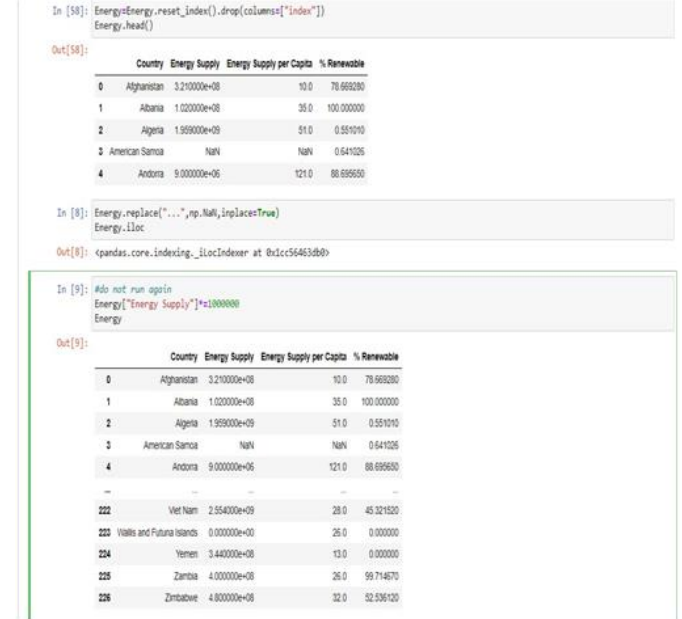 In [58]: Energy=Energy.reset_index().drop(columns=["index"])
Energy.head()
Out[58]:
Country Energy Supply Energy Supply per Capita % Renewable
0 Afghanistan 3.210000e+08 10.0 78.669280
1 Albania 1.020000e+08 35.0 100.000000
2 Algeria 1.959000e+09 51.0 0.551010
3 American Samoa NaN NaN 0.641026
4 Andorra 9.000000e+06 121.0 88.695650
In [8]: Energy.replace("...",np.NaN,inplace=True)
Energy.iloc
Out[8]: <pandas.core.indexing._iLocIndexer at 0x1cc56463db0>
In [9]: #do not run again
Energy["Energy Supply"]*=1000000
Energy
Out[9]:
Country Energy Supply Energy Supply per Capita % Renewable
0 Afghanistan 3.210000e+08 10.0 78.669280
1 Albania 1.020000e+08 35.0 100.000000
2 Algeria 1.959000e+09 51.0 0.551010
3 American Samoa NaN NaN 0.641026
4 Andorra 9.000000e+06 121.0 88.695650
... ... ... ... ...
222 Viet Nam 2.554000e+09 28.0 45.321520
223 Wallis and Futuna Islands 0.000000e+00 26.0 0.000000
224 Yemen 3.440000e+08 13.0 0.000000
225 Zambia 4.000000e+08 26.0 99.714670
226 Zimbabwe 4.800000e+08 32.0 52.536120